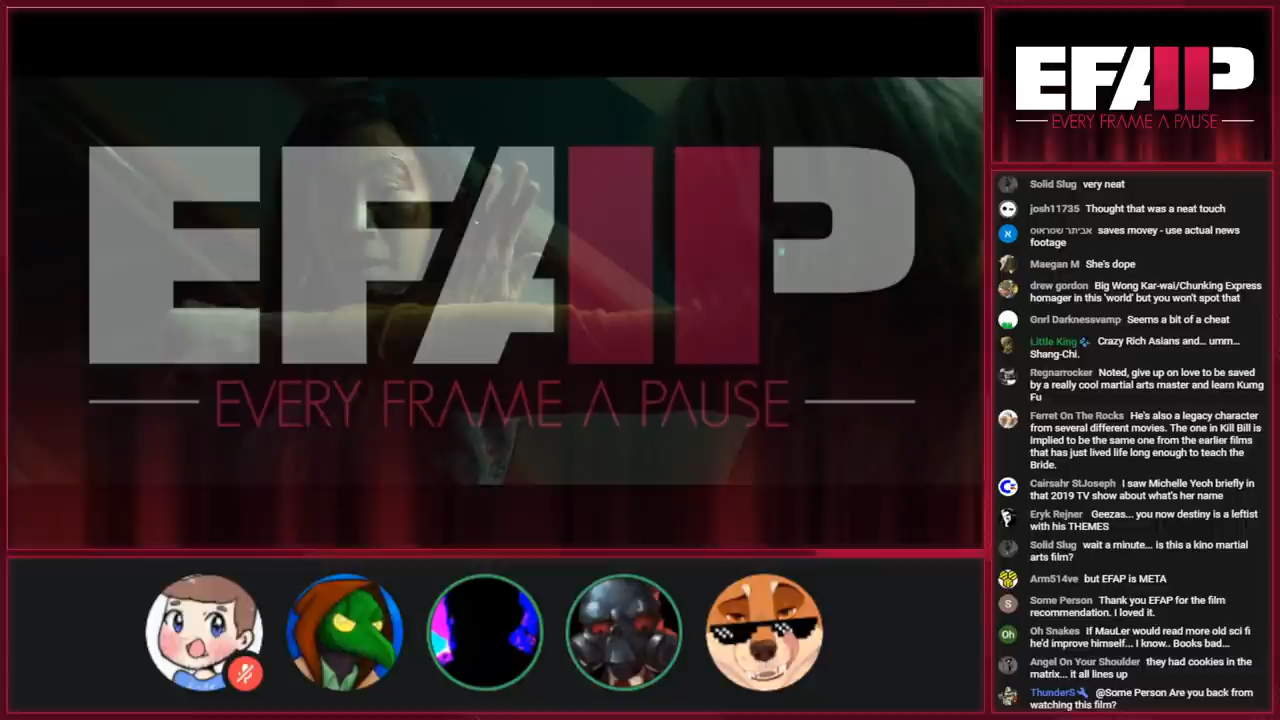 EFAP
EVERY FRAME A PAUSE
EFAP
EVERY FRAME A PAUSE
Solid Slug very neat
josh11735 Thought that was a neat touch
אביתר שטראוס saves movey - use actual news
footage
Maegan M She's dope
drew gordon Big Wong Kar-wai/Chunking Express
homager in this 'world' but you won't spot that
Gnrl Darknessvamp Seems a bit of a cheat
Little King Crazy Rich Asians and... umm...
Shang-Chi.
Regnarrocker Noted, give up on love to be saved
by a really cool martial arts master and learn Kumg
Fu
Ferret On The Rocks He's also a legacy character
from several different movies. The one in Kill Bill is
implied to be the same one from the earlier films
that has just lived life long enough to teach the
Bride.
Cairsahr StJoseph I saw Michelle Yeoh briefly in
that 2019 TV show about what's her name
Eryk Rejner Geezas... you now destiny is a leftist
with his THEMES
Solid Slug wait a minute... is this a kino martial
arts film?
Arm514ve but EFAP is META
S
Some Person Thank you EFAP for the film
recommendation. I loved it.
Oh
Oh Snakes If MauLer would read more old sci fi
he'd improve himself... I know.. Books bad...
Angel On Your Shoulder they had cookies in the
matrix... it all lines up
ThunderS @Some Person Are you back from
watching this film?